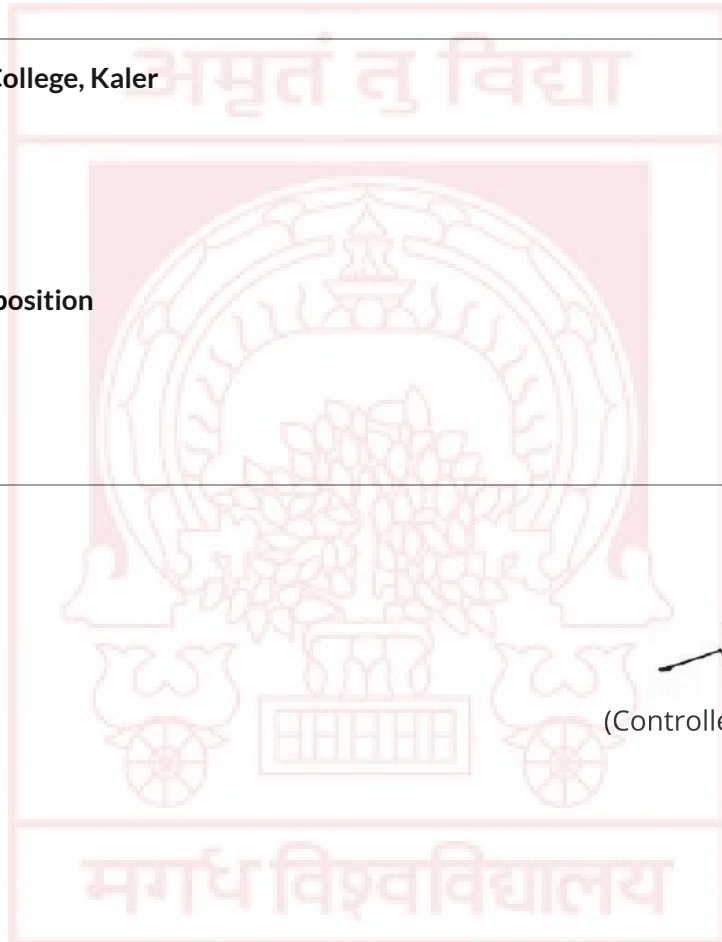 अमृतं तु विद्या
College, Kaler
position
(Controlle
मगध विश्वविद्यालय